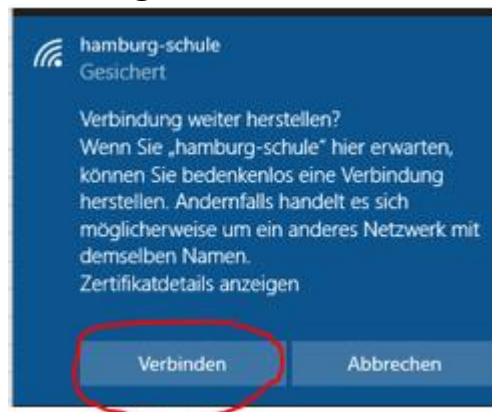 hamburg-schule
Gesichert
Verbindung weiter herstellen?
Wenn Sie „hamburg-schule“ hier erwarten,
können Sie bedenkenlos eine Verbindung
herstellen. Andernfalls handelt es sich
möglicherweise um ein anderes Netzwerk mit
demselben Namen.
Zertifikatdetails anzeigen
Verbinden Abbrechen